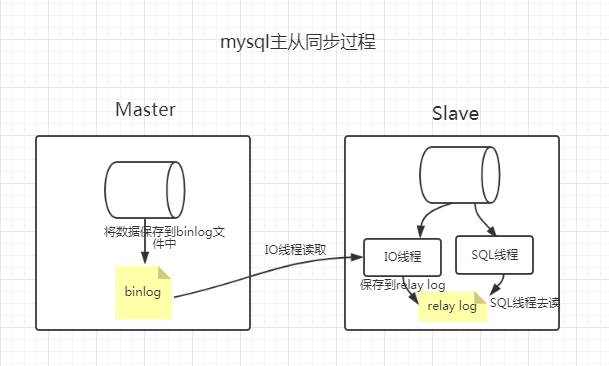 mysql主从同步过程
Master
Slave
将数据保存到binlog文
件中
binlog
IO线程读取
IO线程
SQL线程
保存到relay log
relay log
SQL线程去读